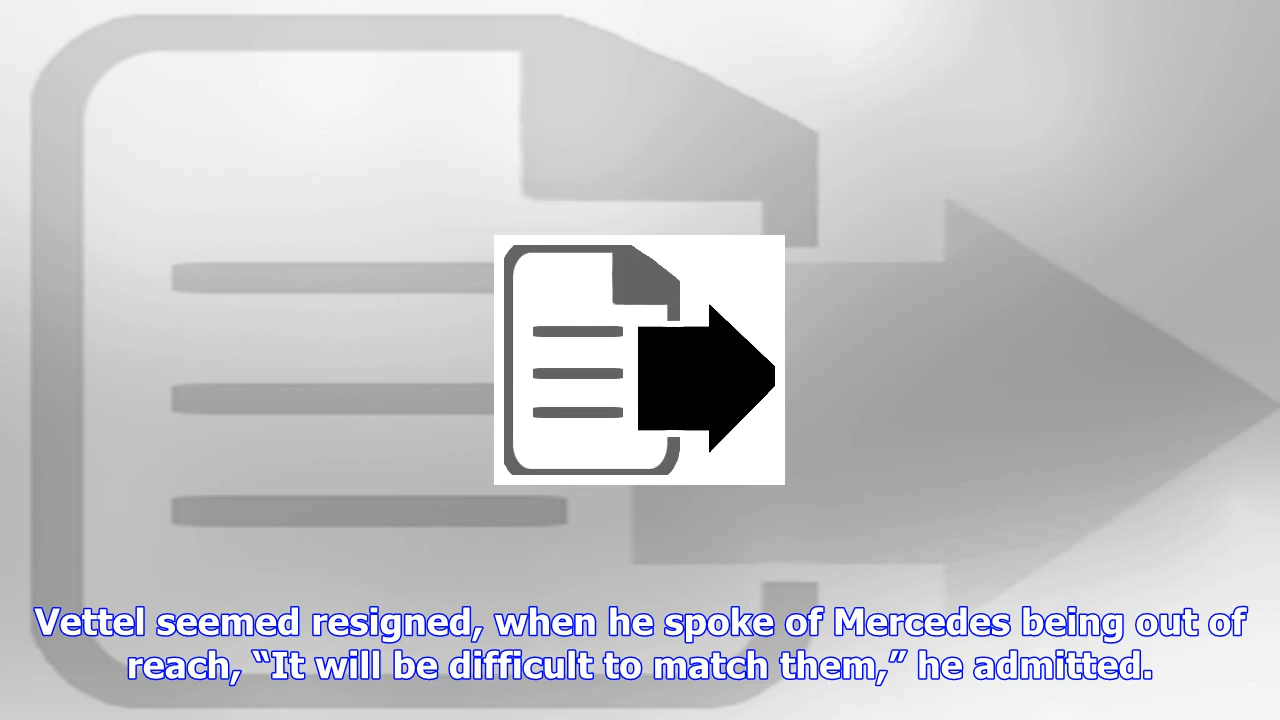 Vettel seemed resigned, when he spoke of Mercedes being out of
reach, “It will be difficult to match them,” he admitted.